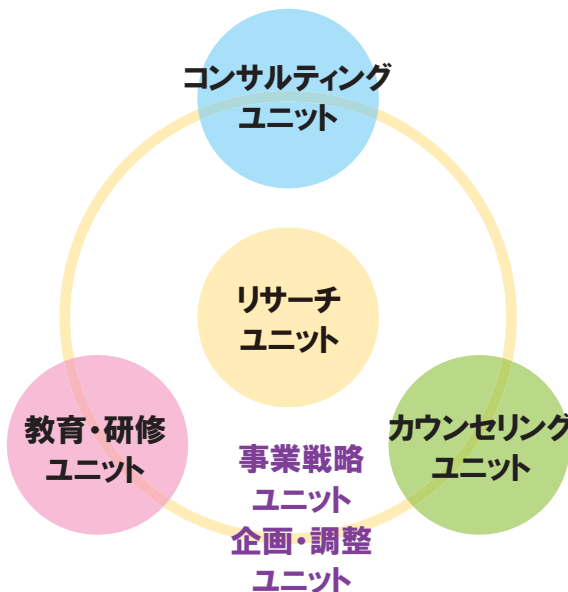 コンサルティング
ユニット
リサーチ
ユニット
教育・研修
ユニット
カウンセリング
ユニット
事業戦略
ユニット
企画・調整
ユニット